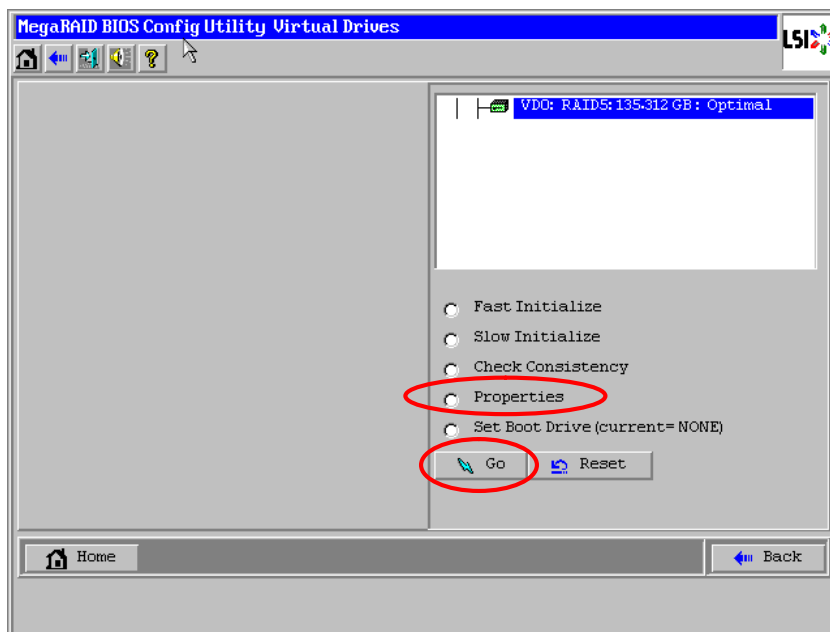 MegaRAID BIOS Config Utility Virtual Drives
LSI
VD0: RAID5: 135.312 GB: Optimal
Fast Initialize
Slow Initialize
Check Consistency
Properties
Set Boot Drive (current= NONE)
Go
Reset
Home
Back